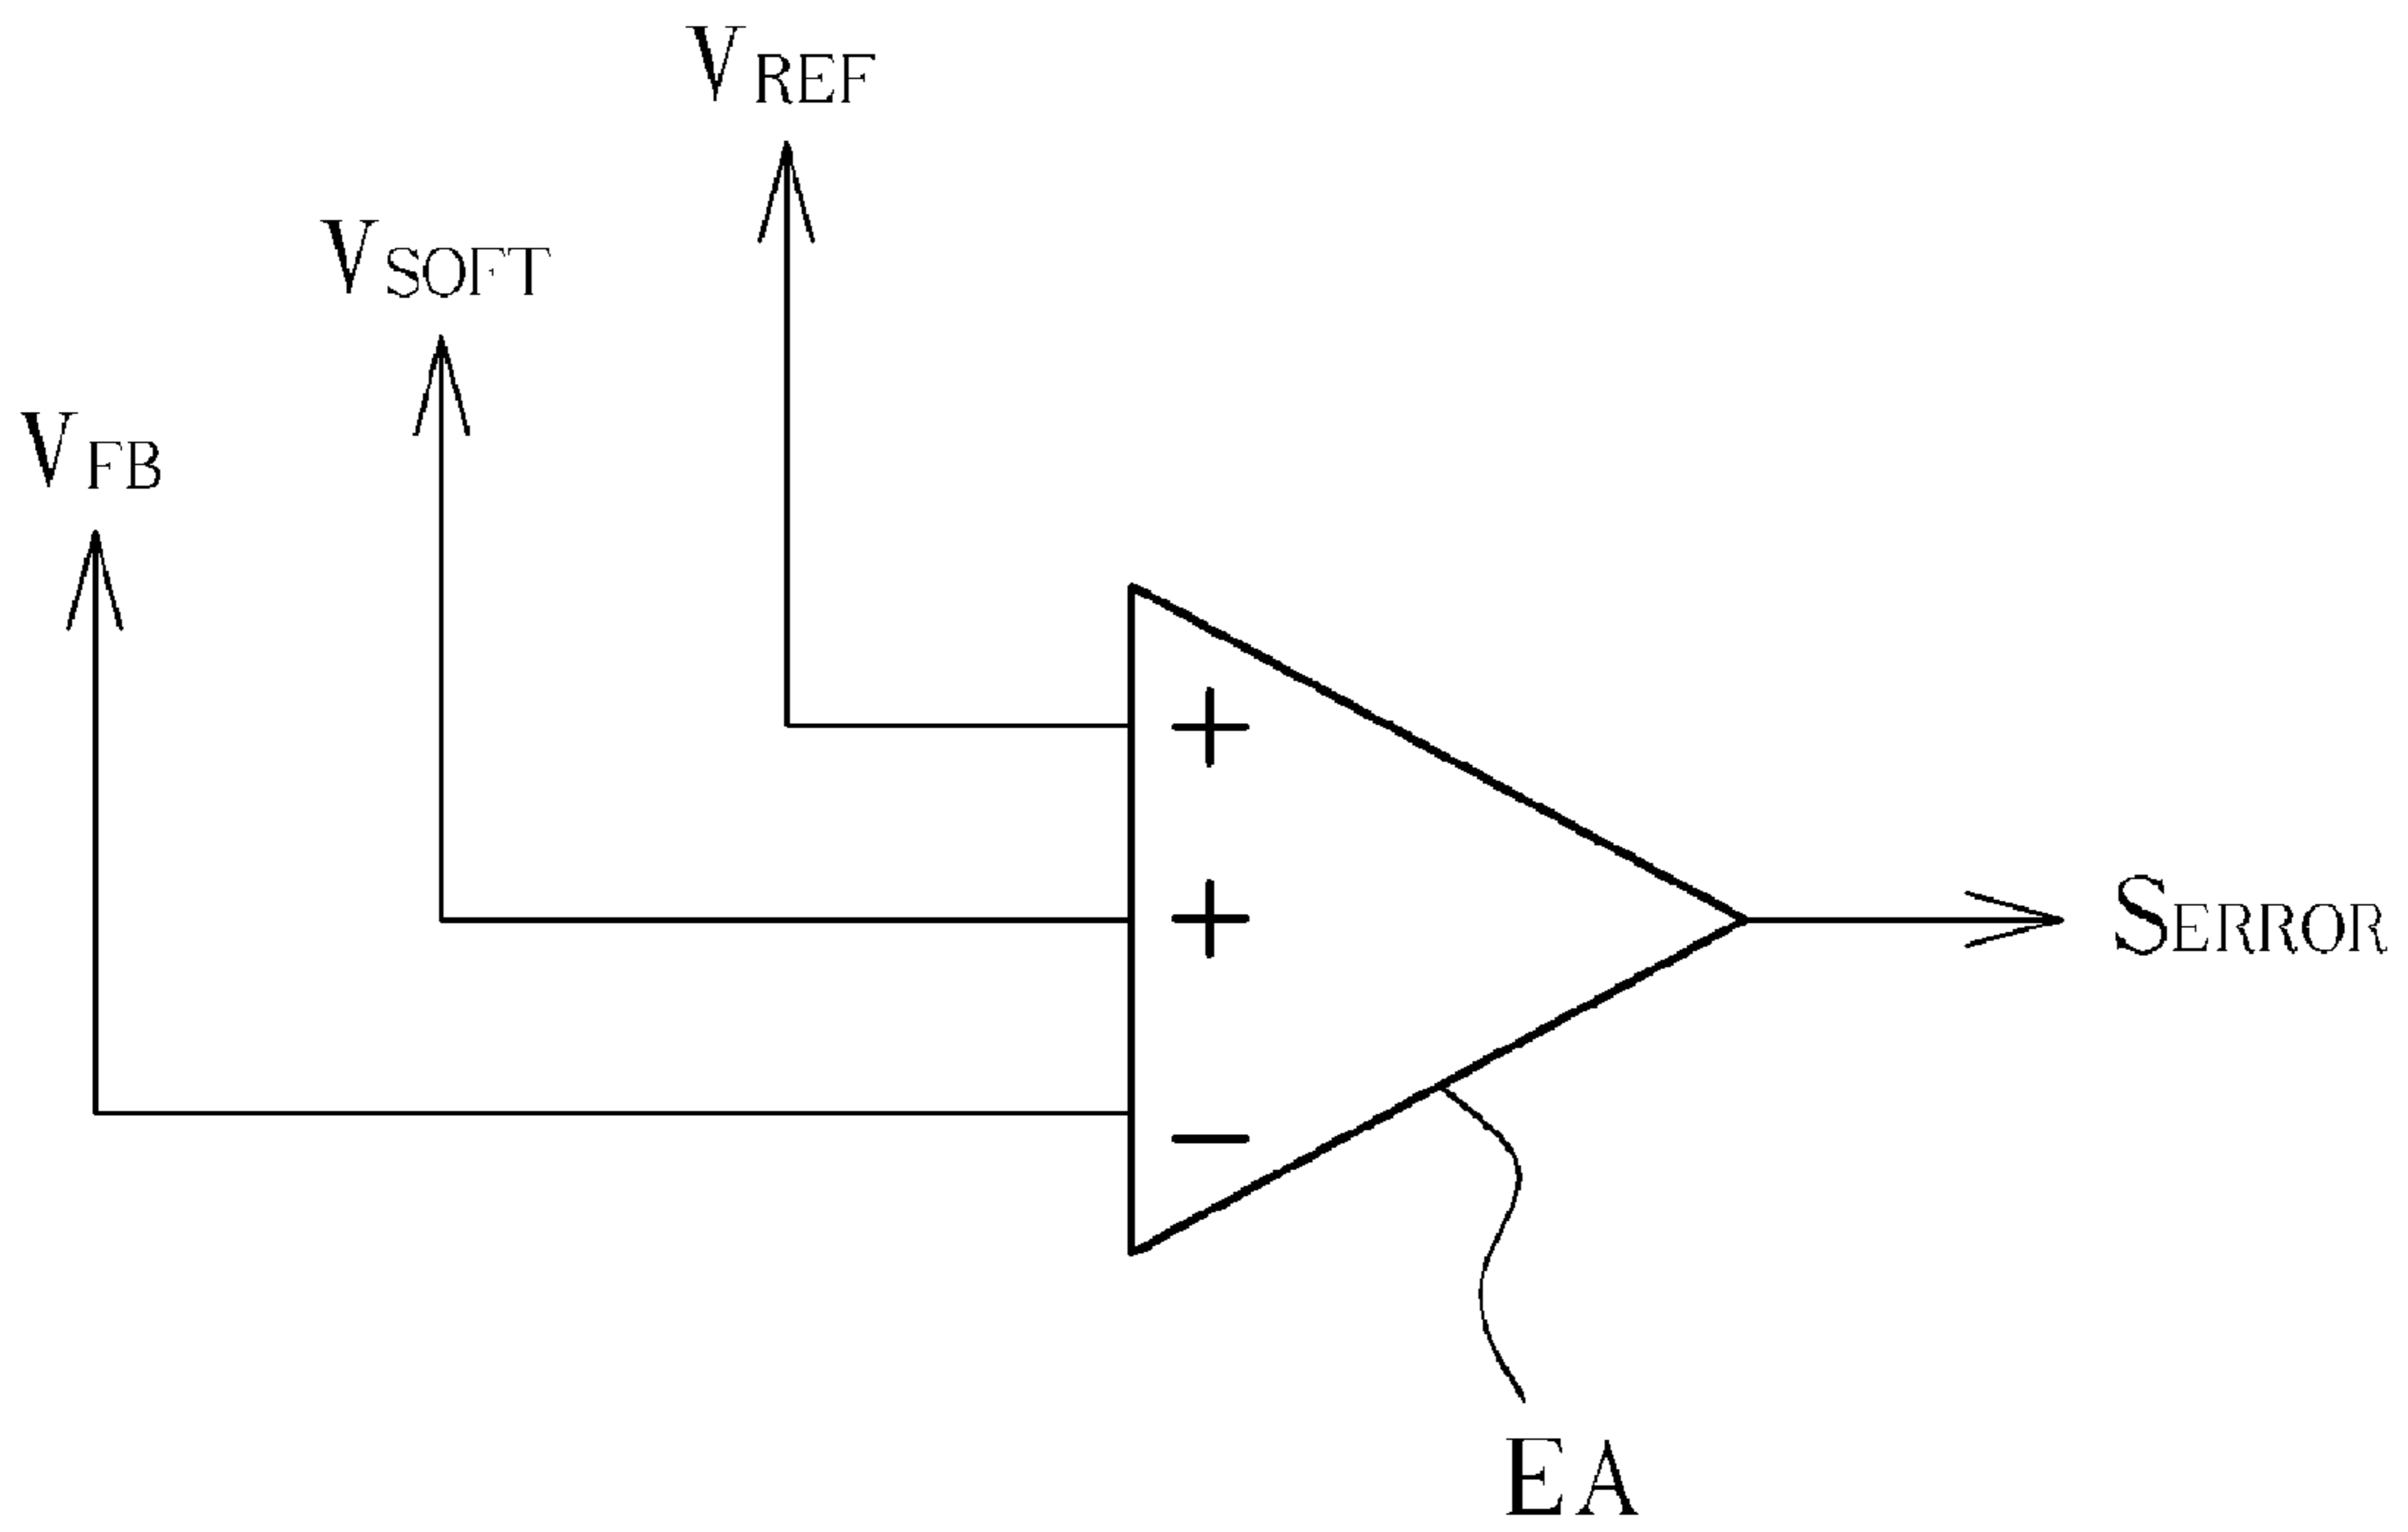 VREF
VSOFT
VFB
+
+
−
SERROR
EA